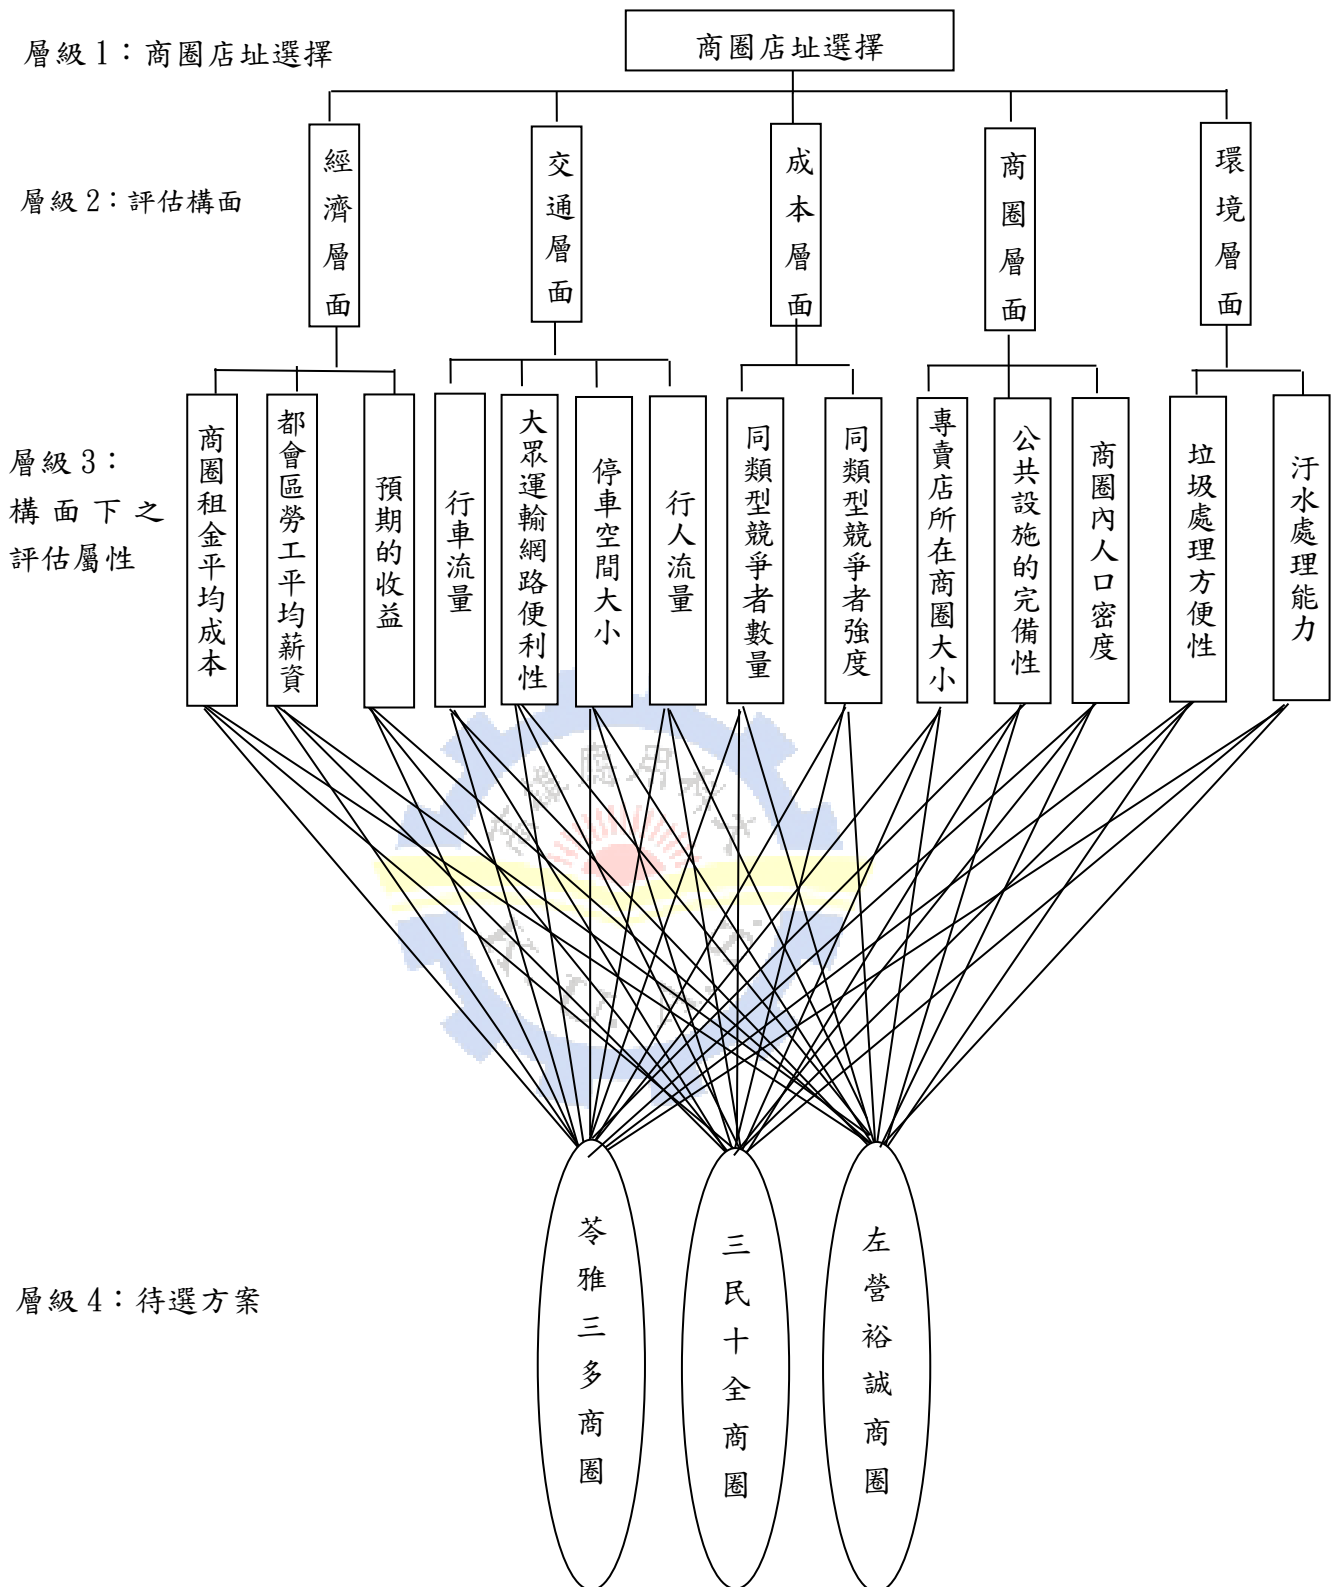 層級 1：商圈店址選擇
商圈店址選擇
層級 2：評估構面
經濟層面
交通層面
成本層面
商圈層面
環境層面
層級 3：
構面下之
評估屬性
商圈租金平均成本
都會區勞工平均薪資
預期的收益
行車流量
大眾運輸網路便利性
停車空間大小
行人流量
同類型競爭者數量
同類型競爭者強度
專賣店所在商圈大小
公共設施的完備性
商圈內人口密度
垃圾處理方便性
汙水處理能力
層級 4：待選方案
苓雅三多商圈
三民十全商圈
左營裕誠商圈